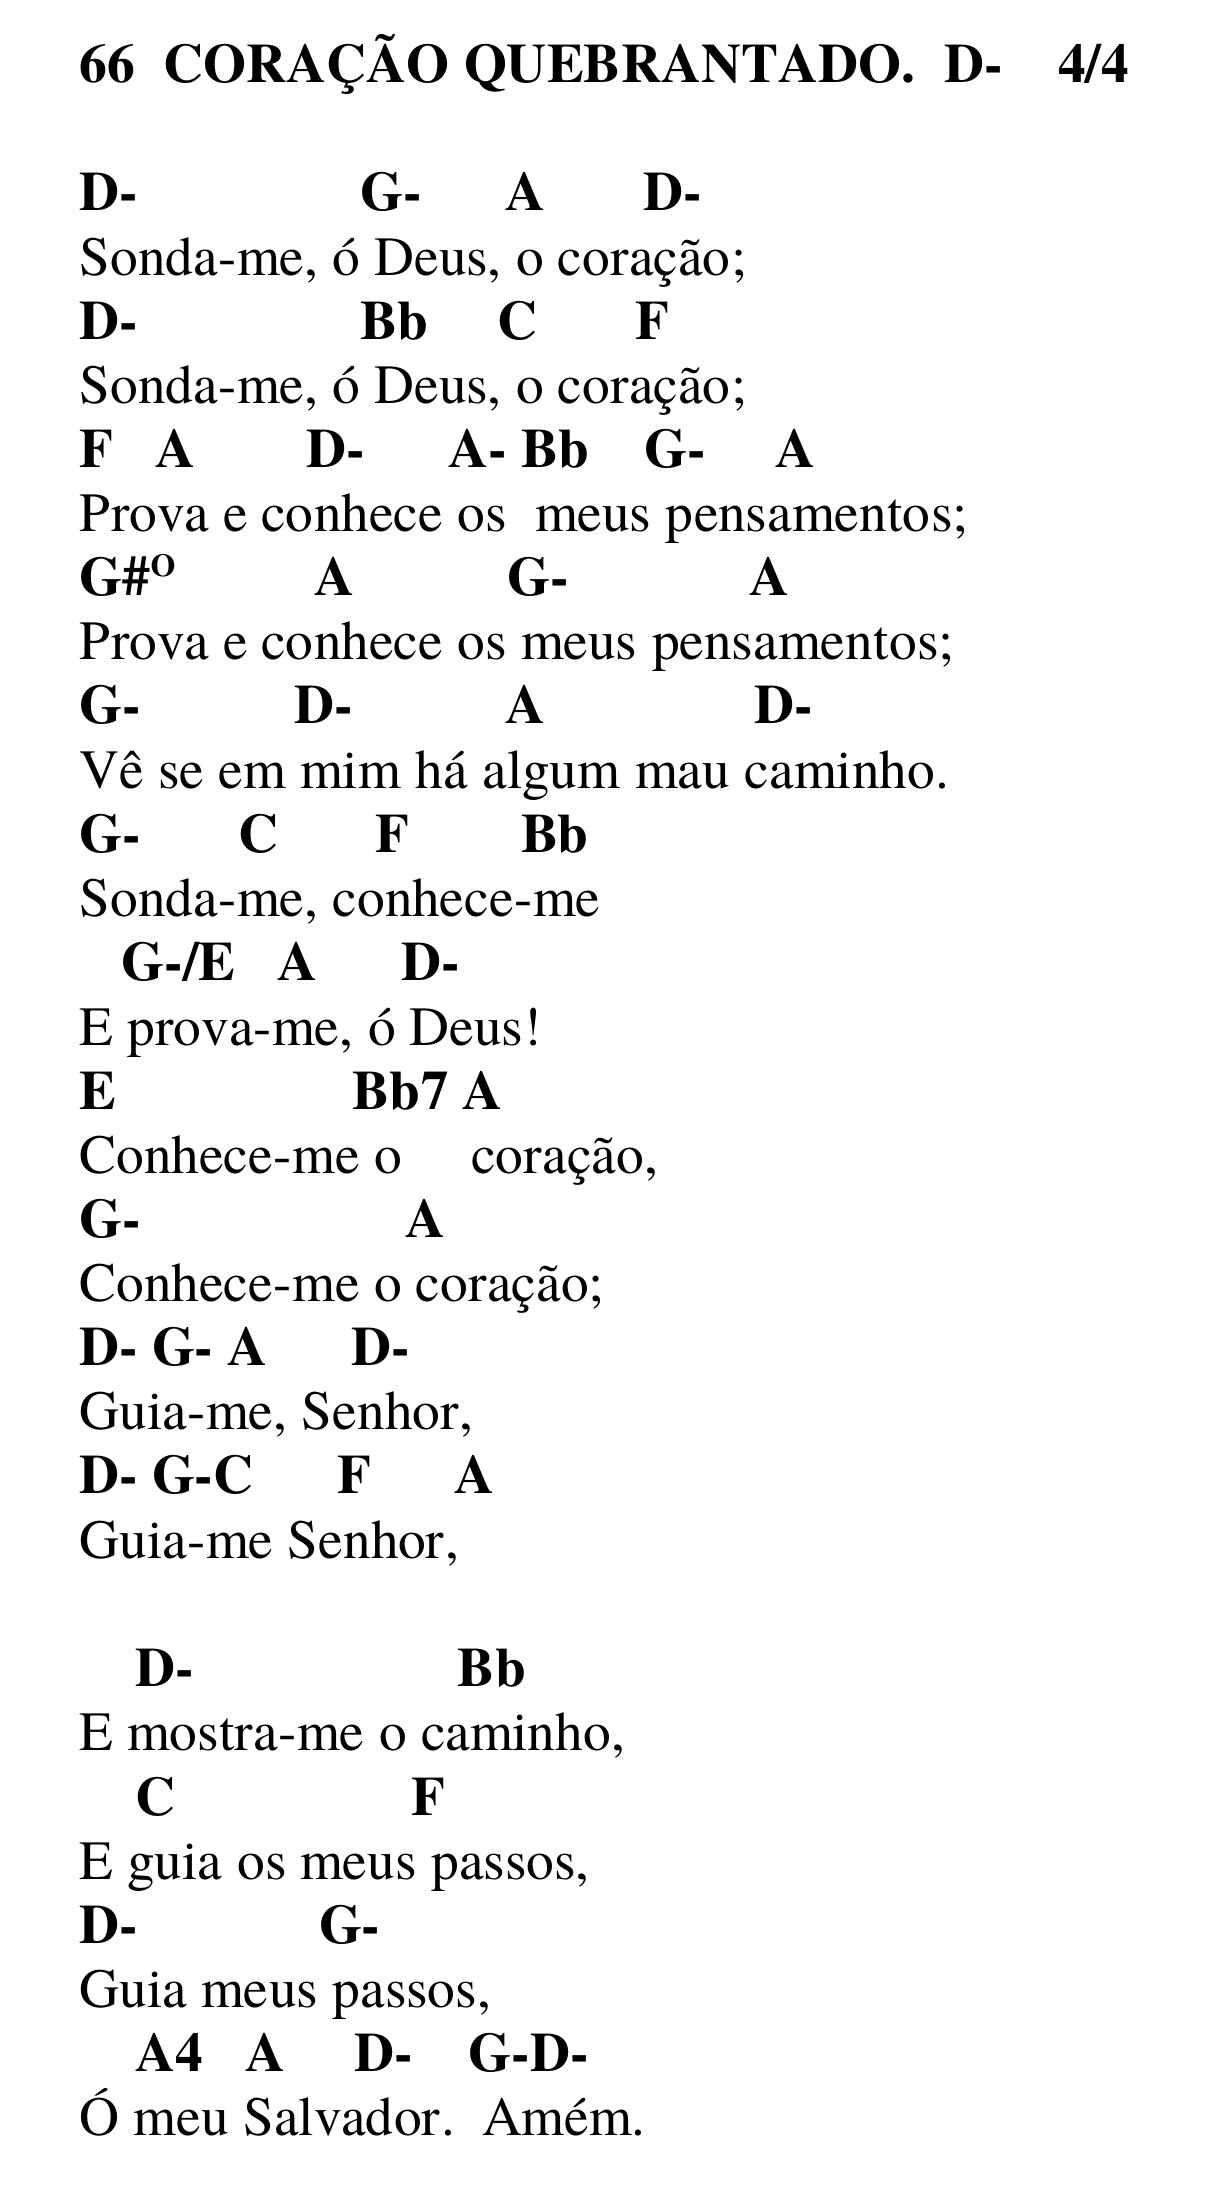 66  CORAÇÃO QUEBRANTADO.  D-    4/4
D-                G-      A       D-
Sonda-me, ó Deus, o coração;
D-                Bb     C       F
Sonda-me, ó Deus, o coração;
F   A        D-      A- Bb    G-     A
Prova e conhece os  meus pensamentos;
G#º          A           G-             A
Prova e conhece os meus pensamentos;
G-           D-           A               D-
Vê se em mim há algum mau caminho.
G-       C       F        Bb
Sonda-me, conhece-me
   G-/E   A      D-
E prova-me, ó Deus!
E                 Bb7 A
Conhece-me o     coração,
G-                   A
Conhece-me o coração;
D- G- A      D-
Guia-me, Senhor,
D- G-C      F      A
Guia-me Senhor,
    D-                   Bb
E mostra-me o caminho,
    C                 F
E guia os meus passos,
D-             G-
Guia meus passos,
    A4   A     D-    G-D-
Ó meu Salvador.  Amém.